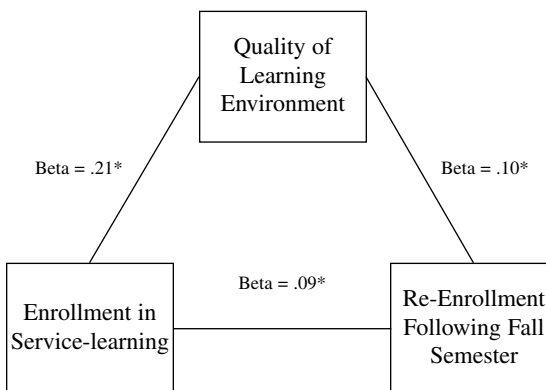 Quality of
Learning
Environment
Beta = .21*
Beta = .10*
Beta = .09*
Enrollment in
Service-learning
Re-Enrollment
Following Fall
Semester